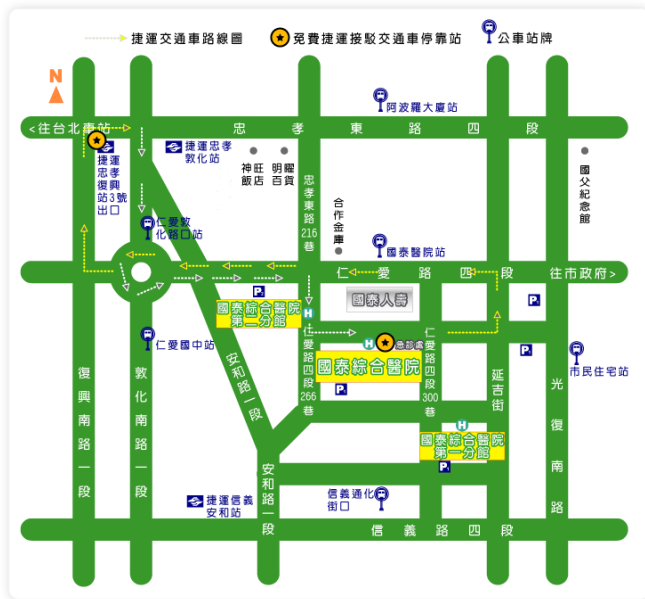 捷運交通車路線圖
免費捷運接駁交通車停靠站
公車站牌
N
阿波羅大廈站
<往台北車站
忠孝東路四段
捷運
忠孝
復興
站3號
出口
捷運忠孝
敦化站
神旺
飯店
明曜
百貨
忠孝東路216巷
合作金庫
國父紀念館
仁愛敦
化路口站
國泰醫院站
仁愛路四段
往市政府>
P
國泰人壽
P
國泰綜合醫院
第二分館
H
仁愛國中站
H
急診處
國泰綜合醫院
P
P
仁愛路四段266巷
仁愛路四段300巷
安和路一段
延吉街
市民住宅站
復興南路一段
敦化南路一段
光復南路
H
國泰綜合醫院
第一分館
P
安和路一段
捷運信義
安和站
信義通化
街口
信義路四段